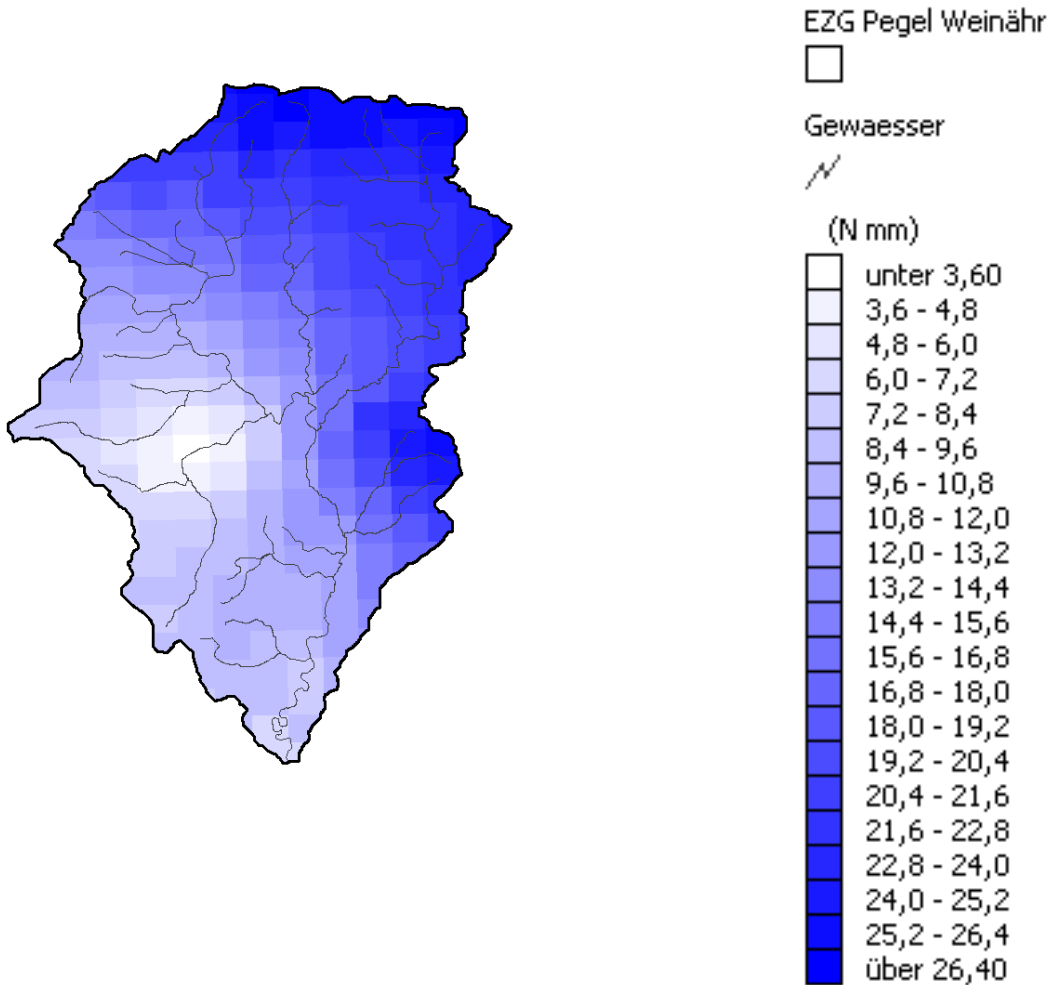 EZG Pegel Weinähr
Gewaesser
(N mm)
unter 3,60
3,6 - 4,8
4,8 - 6,0
6,0 - 7,2
7,2 - 8,4
8,4 - 9,6
9,6 - 10,8
10,8 - 12,0
12,0 - 13,2
13,2 - 14,4
14,4 - 15,6
15,6 - 16,8
16,8 - 18,0
18,0 - 19,2
19,2 - 20,4
20,4 - 21,6
21,6 - 22,8
22,8 - 24,0
24,0 - 25,2
25,2 - 26,4
über 26,40